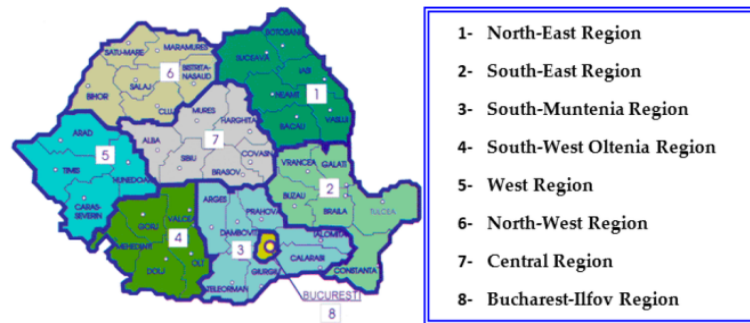 SATU-MARE
MARAMURES
BOTOSANI
SUCEAVA
BISTRITA-
NASAUD
6
SALAJ
IASI
BIHOR
CLUJ
NEAMT
1
MURES
HARGHITA
BACAU
VASLUI
ARAD
ALBA
7
5
TIMIS
HUNEDOARA
SIBIU
COVASNA
BRASOV
VRANCEA
GALATI
2
CARAS-
SEVERIN
VALCEA
ARGES
PRAHOVA
BUZAU
BRAILA
TULCEA
GORJ
4
DAMBOVIT
MEHEDINTI
OLT
3
IALOMITA
CALARASI
DOLJ
GIURGIU
CONSTANTA
TELEORMAN
BUCURESTI
8
1- North-East Region
2- South-East Region
3- South-Muntenia Region
4- South-West Oltenia Region
5- West Region
6- North-West Region
7- Central Region
8- Bucharest-Ilfov Region